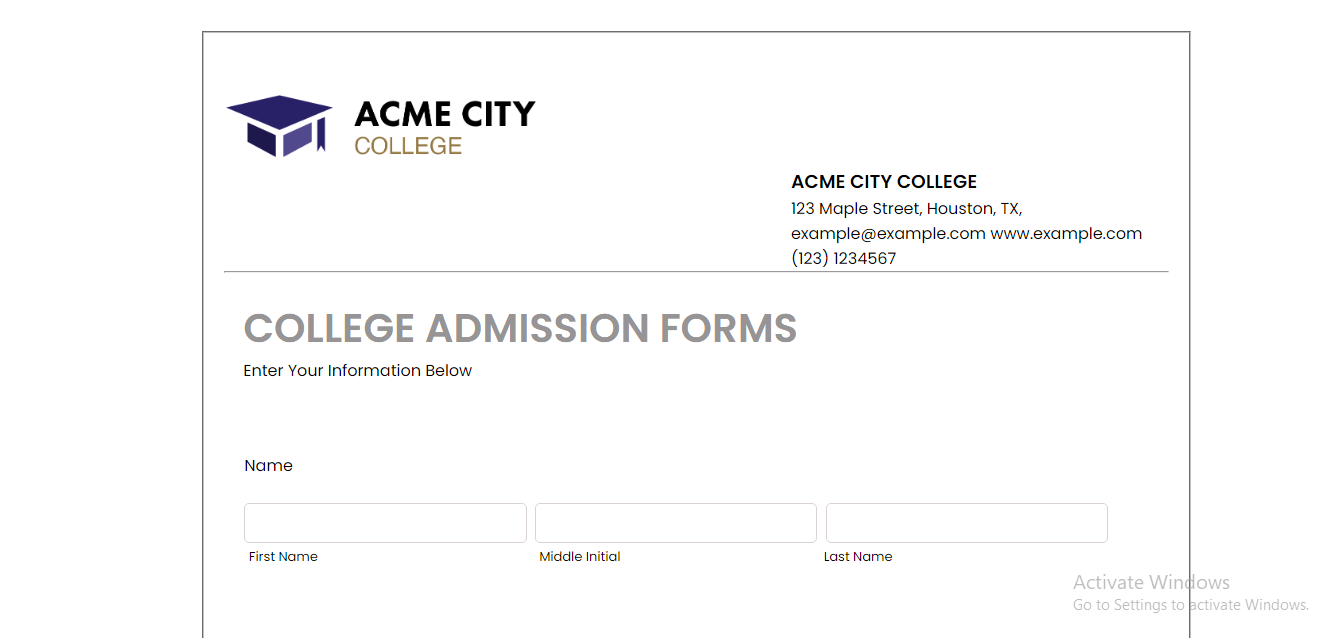 ACME CITY
COLLEGE
ACME CITY COLLEGE
123 Maple Street, Houston, TX,
example@example.com www.example.com
(123) 1234567
COLLEGE ADMISSION FORMS
Enter Your Information Below
Name
First Name
Middle Initial
Last Name
Activate Windows
Go to Settings to activate Windows.